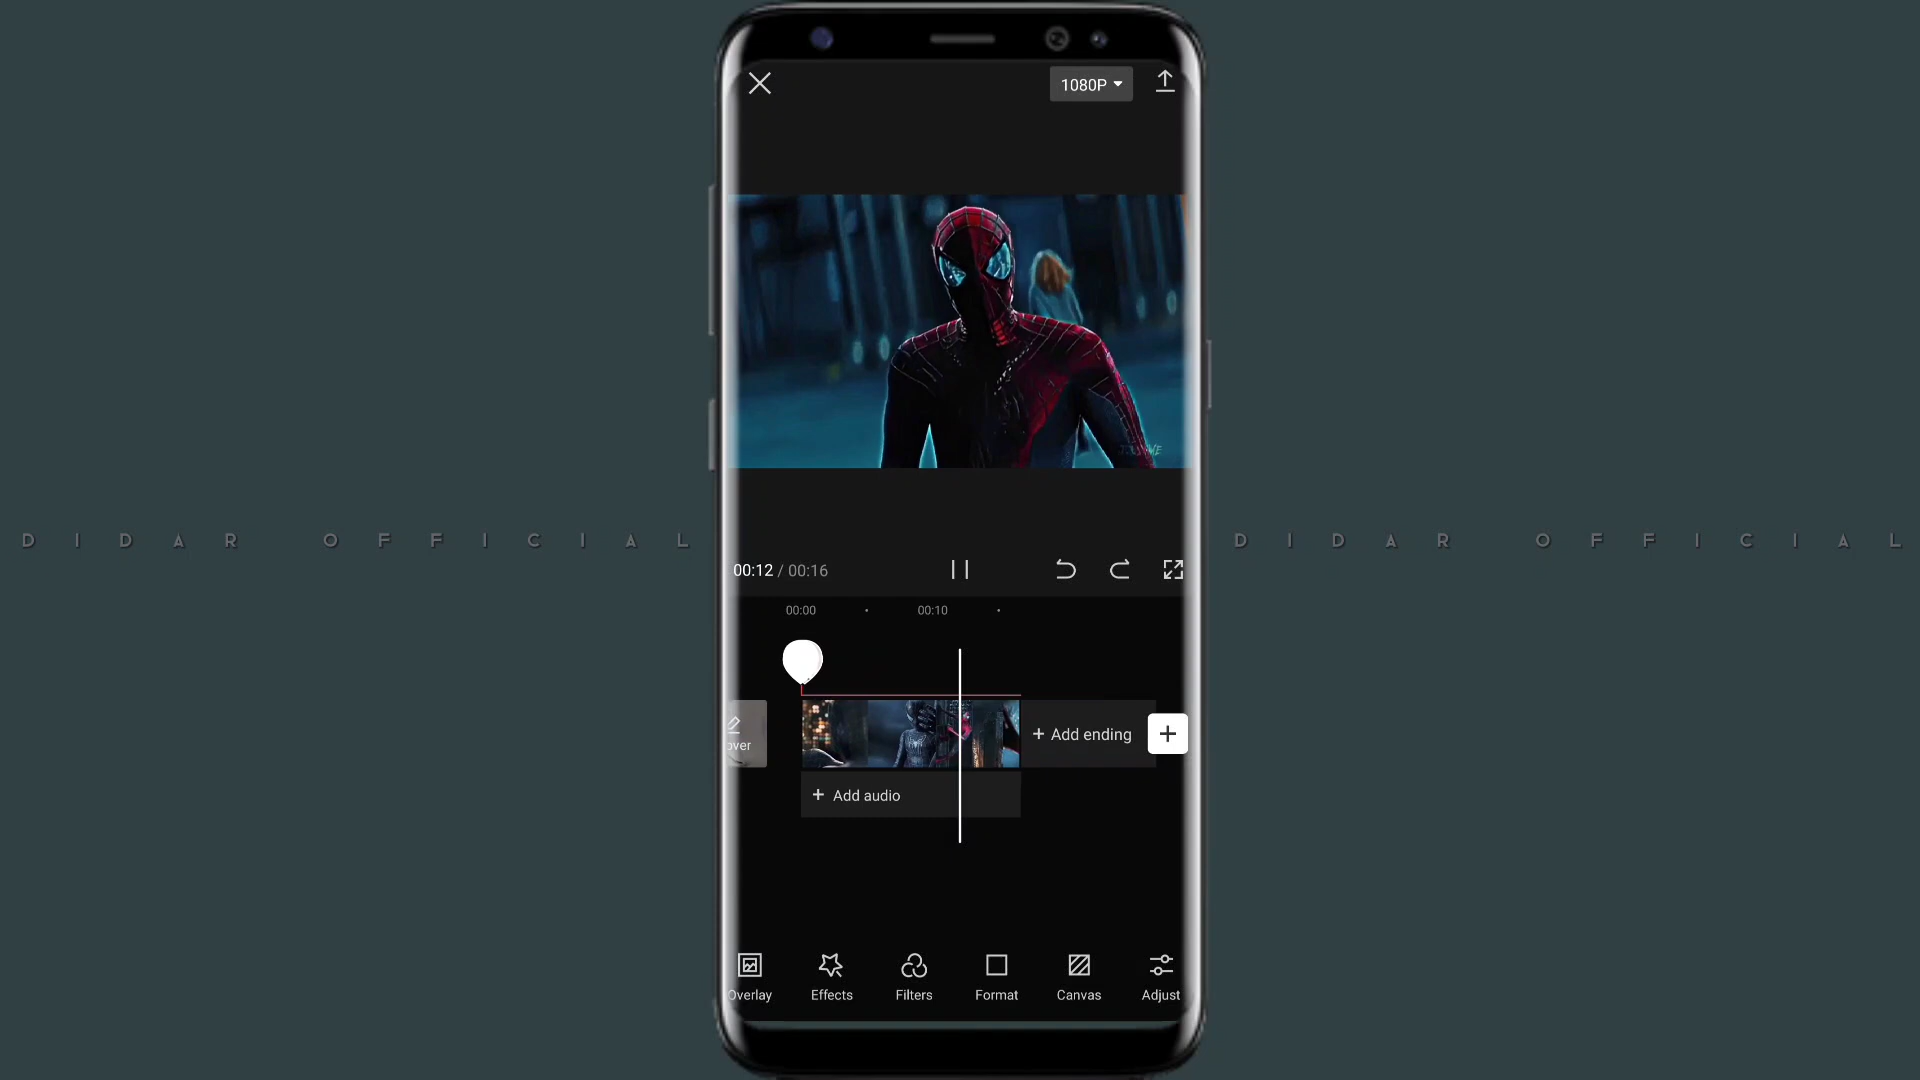 1080P
DIDAR OFFICIAL
DIDAR OFFICIAL
00:12 / 00:16
00:00
00:10
over
+ Add ending
+ Add audio
Overlay
Effects
Filters
Format
Canvas
Adjust